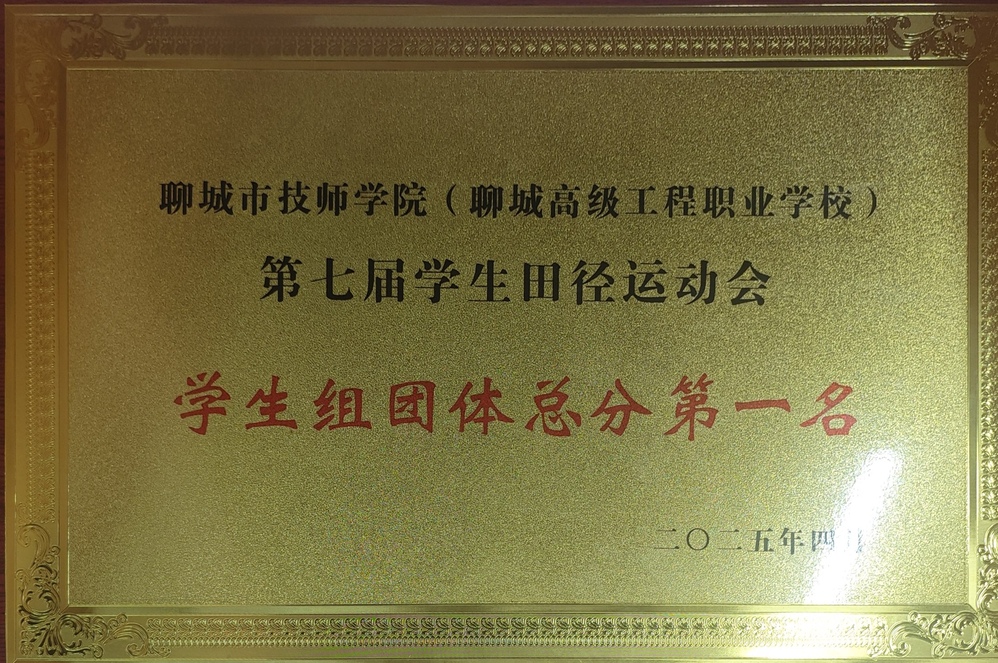 聊城市技师学院（聊城高级工程职业学校）
第七届学生田径运动会
学生组团体总分第一名
二〇二五年四月